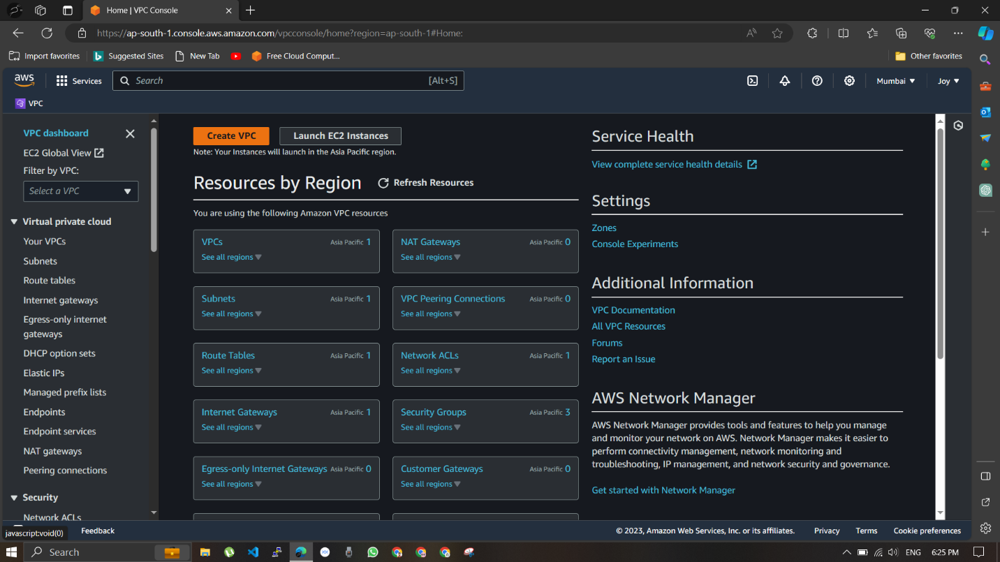 Home | VPC Console
https://ap-south-1.console.aws.amazon.com/vpcconsole/home?region=ap-south-1#Home:
Import favorites
Suggested Sites
New Tab
Free Cloud Comput...
Other favorites
aws
Services
Search
[Alt+S]
Mumbai
Joy
VPC
VPC dashboard
EC2 Global View
Filter by VPC:
Select a VPC
Virtual private cloud
Your VPCs
Subnets
Route tables
Internet gateways
Egress-only internet
gateways
DHCP option sets
Elastic IPs
Managed prefix lists
Endpoints
Endpoint services
NAT gateways
Peering connections
Security
Network ACLs
Create VPC
Launch EC2 Instances
Note: Your Instances will launch in the Asia Pacific region.
Resources by Region
Refresh Resources
You are using the following Amazon VPC resources
VPCs Asia Pacific 1
See all regions
NAT Gateways Asia Pacific 0
See all regions
Subnets Asia Pacific 1
See all regions
VPC Peering Connections Asia Pacific 0
See all regions
Route Tables Asia Pacific 1
See all regions
Network ACLs Asia Pacific 1
See all regions
Internet Gateways Asia Pacific 1
See all regions
Security Groups Asia Pacific 3
See all regions
Egress-only Internet Gateways Asia Pacific 0
See all regions
Customer Gateways Asia Pacific 0
See all regions
Service Health
View complete service health details
Settings
Zones
Console Experiments
Additional Information
VPC Documentation
All VPC Resources
Forums
Report an Issue
AWS Network Manager
AWS Network Manager provides tools and features to help you manage
and monitor your network on AWS. Network Manager makes it easier to
perform connectivity management, network monitoring and
troubleshooting, IP management, and network security and governance.
Get started with Network Manager
javascript:void(0)
Feedback
© 2023, Amazon Web Services, Inc. or its affiliates.
Privacy
Terms
Cookie preferences
Search
ENG
6:25 PM